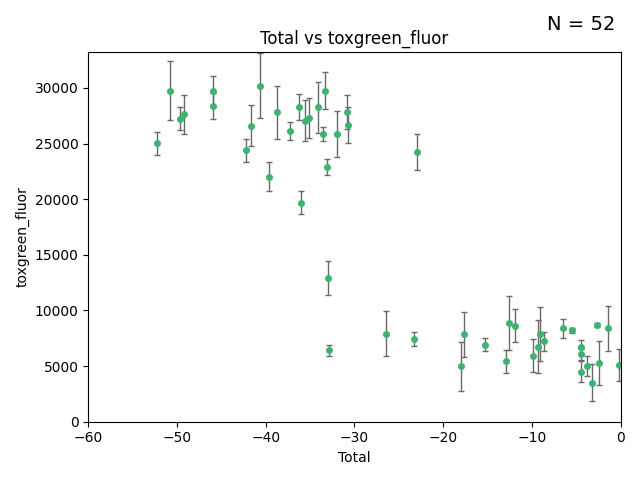 N = 52
Total vs toxgreen_fluor
30000
25000
20000
15000
10000
5000
0
toxgreen_fluor
−60 −50 −40 −30 −20 −10 0
Total